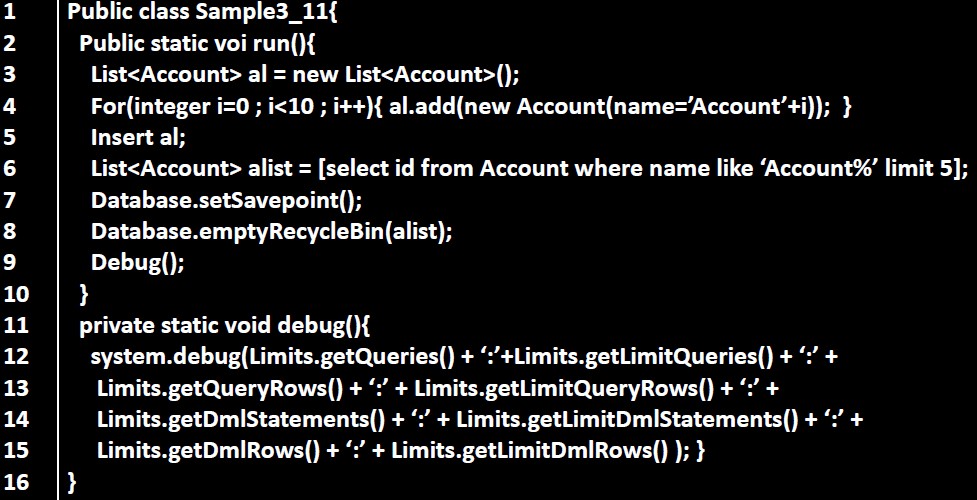 1 Public class Sample3_11{
2 Public static voi run(){
3 List<Account> al = new List<Account>();
4 For(integer i=0 ; i<10 ; i++){ al.add(new Account(name=’Account’+i)); }
5 Insert al;
6 List<Account> alist = [select id from Account where name like ‘Account%’ limit 5];
7 Database.setSavepoint();
8 Database.emptyRecycleBin(alist);
9 Debug();
10 }
11 private static void debug(){
12 system.debug(Limits.getQueries() + ‘:’+Limits.getLimitQueries() + ‘:’ +
13 Limits.getQueryRows() + ‘:’ + Limits.getLimitQueryRows() + ‘:’ +
14 Limits.getDmlStatements() + ‘:’ + Limits.getLimitDmlStatements() + ‘:’ +
15 Limits.getDmlRows() + ‘:’ + Limits.getLimitDmlRows() ); }
16 }